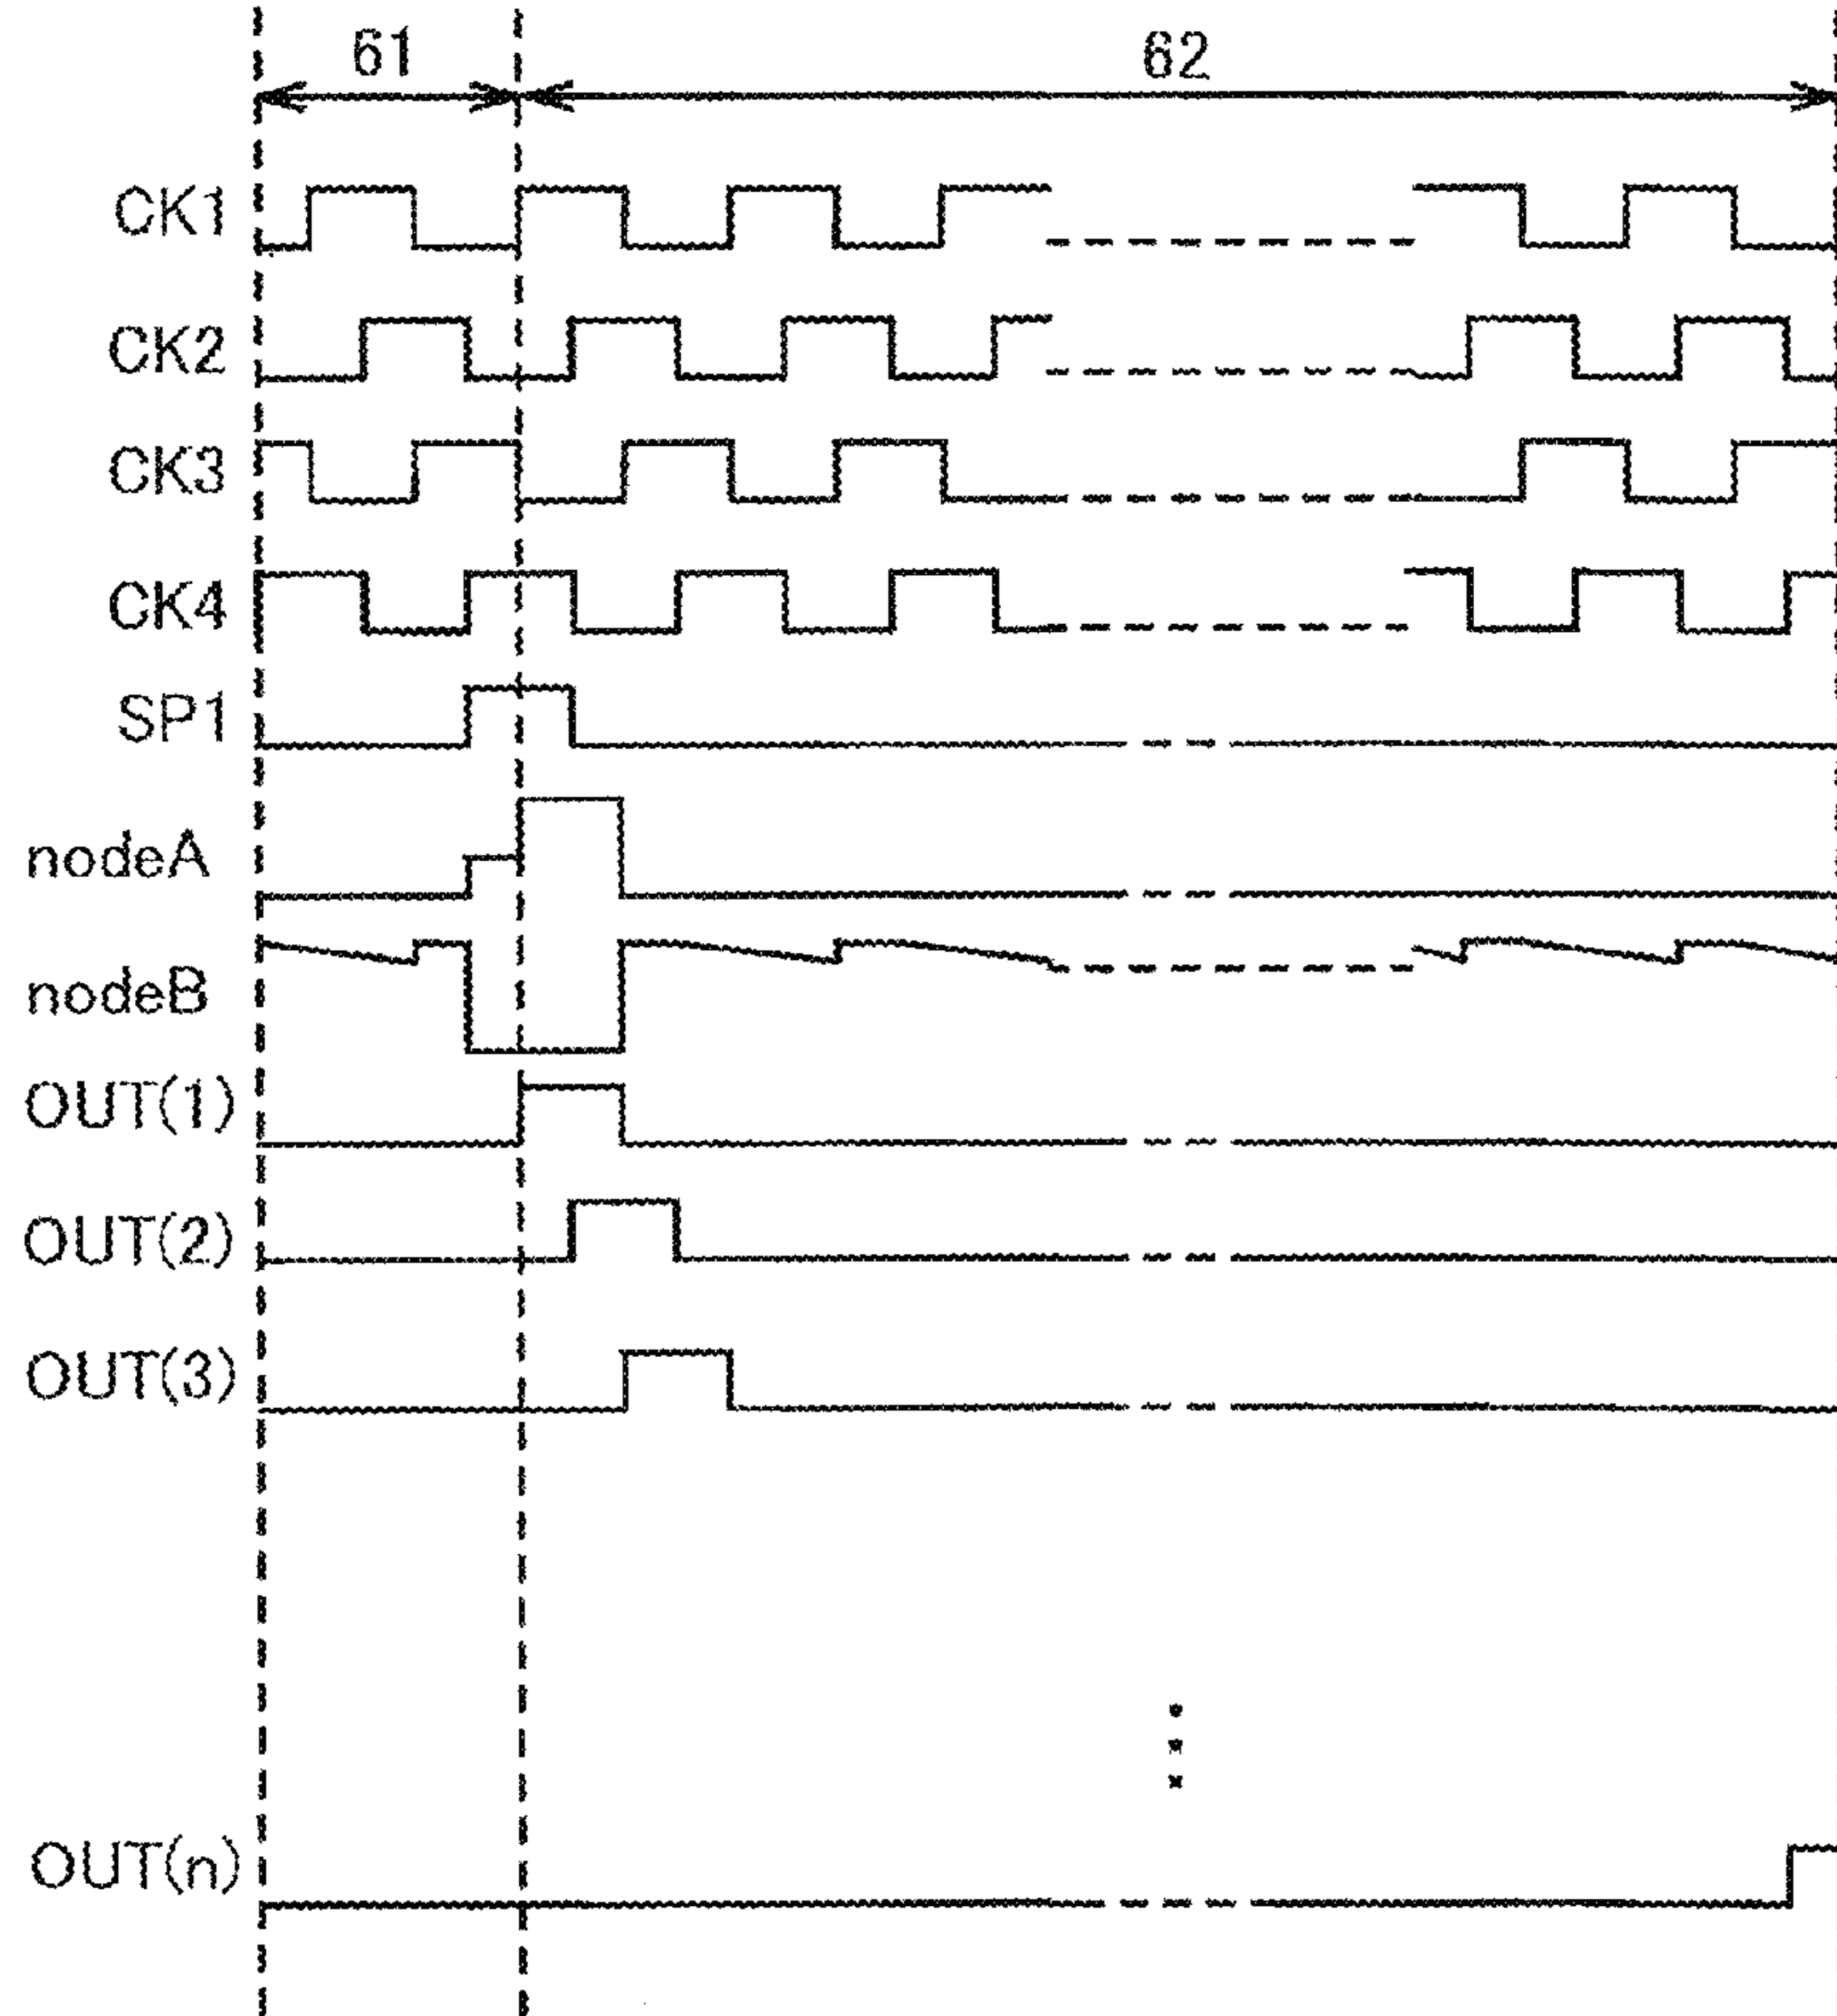 61 62
CK1
CK2
CK3
CK4
SP1
nodeA
nodeB
OUT(1)
OUT(2)
OUT(3)
OUT(n)